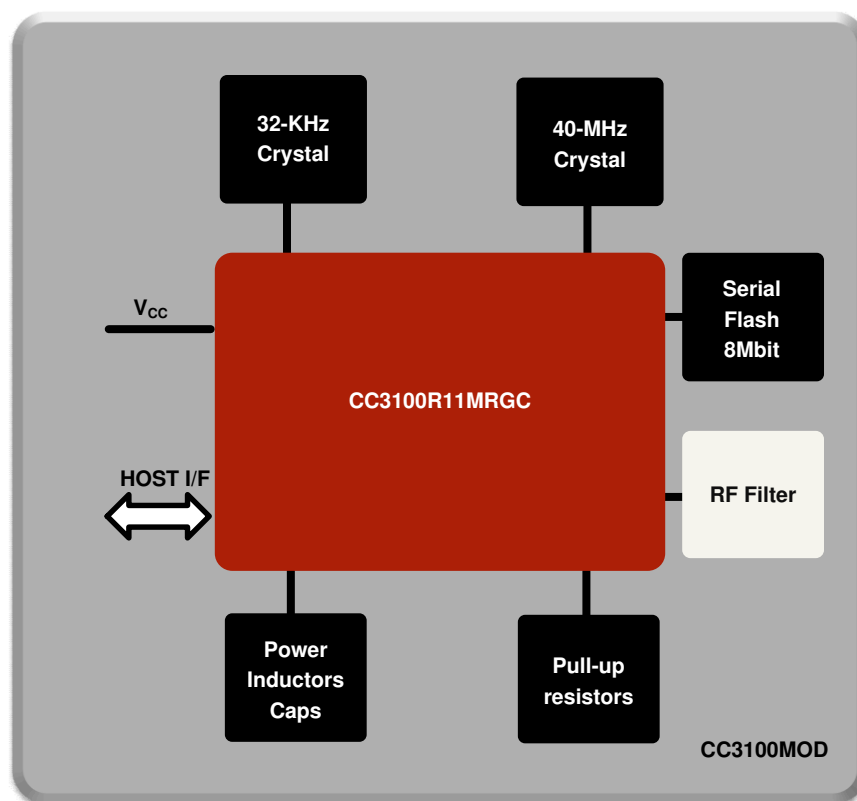 32-KHz
Crystal
40-MHz
Crystal
Serial
Flash
8Mbit
VCC
CC3100R11MRGC
HOST I/F
RF Filter
Power
Inductors
Caps
Pull-up
resistors
CC3100MOD